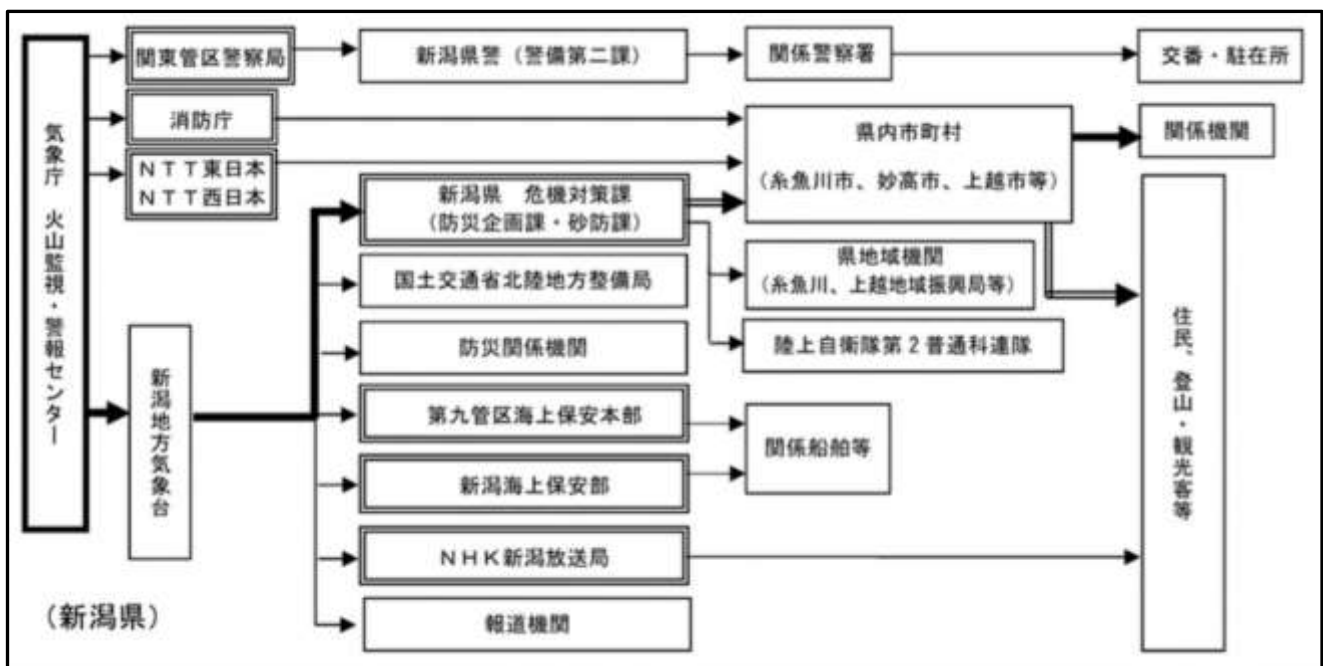 気象庁 火山監視・警報センター
関東管区警察局
新潟県警（警備第二課）
関係警察署
交番・駐在所
消防庁
ＮＴＴ東日本
ＮＴＴ西日本
県内市町村
（糸魚川市、妙高市、上越市等）
関係機関
新潟地方気象台
新潟県 危機対策課
（防災企画課・砂防課）
国土交通省北陸地方整備局
防災関係機関
第九管区海上保安本部
新潟海上保安部
ＮＨＫ新潟放送局
報道機関
県地域機関
（糸魚川、上越地域振興局等）
陸上自衛隊第２普通科連隊
関係船舶等
住民、登山・観光客等
（新潟県）